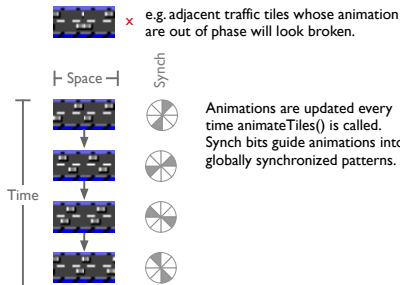 x
e.g. adjacent traffic tiles whose animation
are out of phase will look broken.
Space
Synch
Animations are updated every
time animateTiles() is called.
Synch bits guide animations into
globally synchronized patterns.
Time